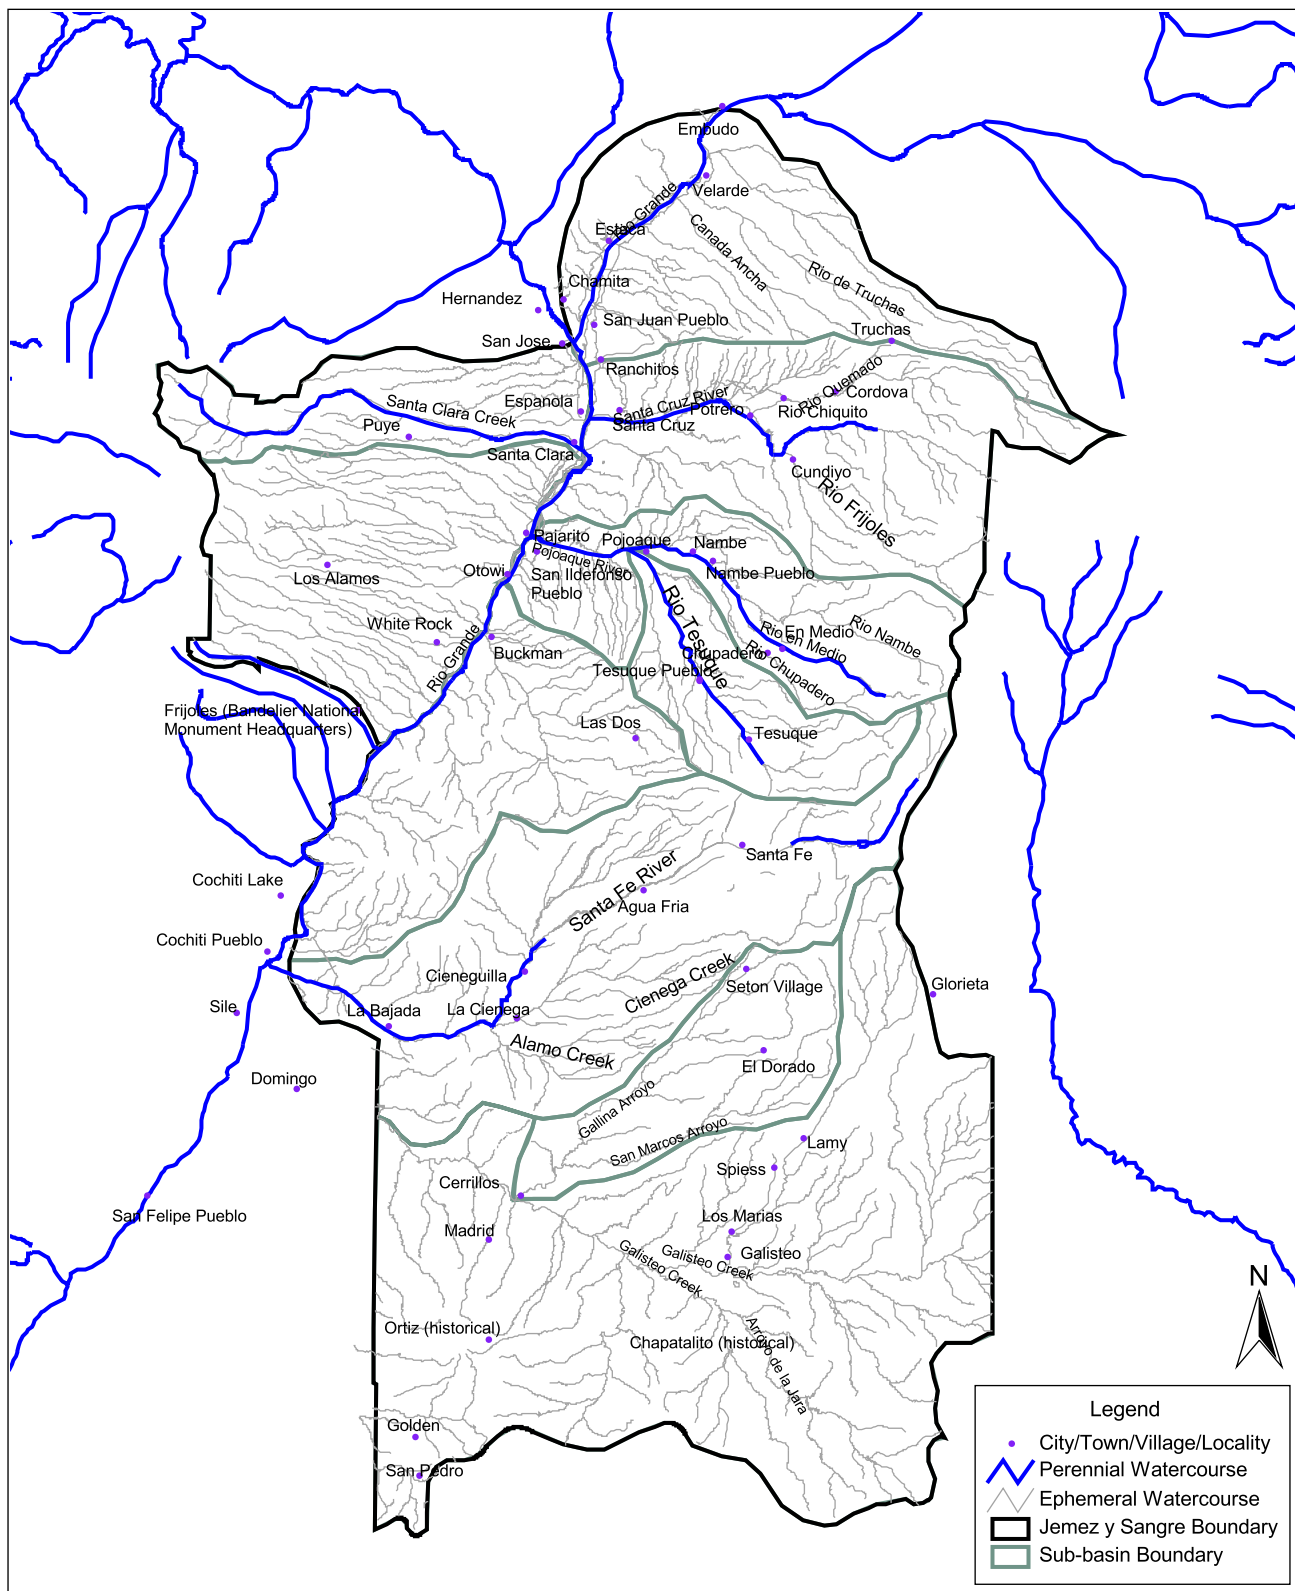 Embudo
Velarde
Rio Grande
Esteca
Canada Ancha
Rio de Truchas
Chamita
Hernandez
San Juan Pueblo
Truchas
San Jose
Ranchitos
Rio Quemado
Cordova
Santa Clara Creek
Espanola
Santa Cruz River
Potrero
Rio Chiquito
Puye
Santa Cruz
Santa Clara
Cundiyo
Rio Frijoles
Pajarito
Pojoaque
Nambe
Pojoaque River
Los Alamos
Otowi
San Ildefonso
Pueblo
Nambe Pueblo
Rio Tesuque
White Rock
Rio Grande
Buckman
En Medio
Rio en Medio
Rio Nambe
Chupadero
Rio Chupadero
Tesuque Pueblo
Frijoles (Bandelier National
Monument Headquarters)
Las Dos
Tesuque
Santa Fe
Santa Fe River
Cochiti Lake
Agua Fria
Cochiti Pueblo
Cieneguilla
Cienega Creek
Seton Village
Glorieta
Sile
La Bajada
La Cienega
Alamo Creek
El Dorado
Domingo
Gallina Arroyo
San Marcos Arroyo
Lamy
Spiess
Cerrillos
San Felipe Pueblo
Madrid
Los Marias
Galisteo Creek
Galisteo Creek
Galisteo
N
Ortiz (historical)
Chapatalito (historical)
Arroyo de la Jara
Golden
San Pedro
Legend
City/Town/Village/Locality
Perennial Watercourse
Ephemeral Watercourse
Jemez y Sangre Boundary
Sub-basin Boundary